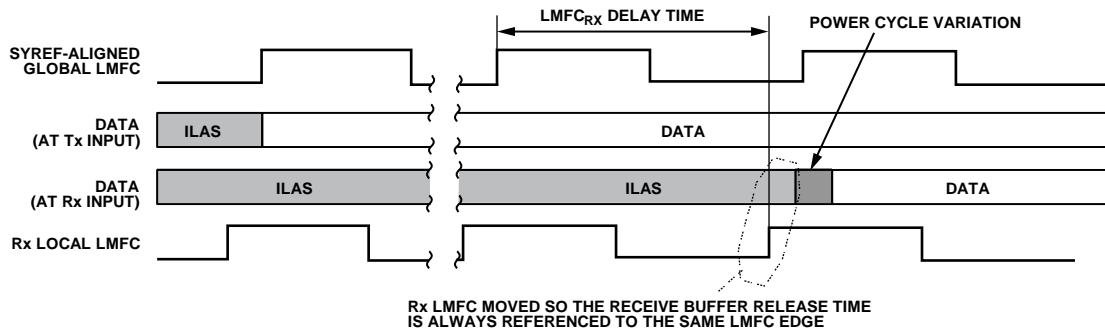 LMFCRX DELAY TIME
POWER CYCLE VARIATION
SYREF-ALIGNED
GLOBAL LMFC
DATA
(AT Tx INPUT)
ILAS
DATA
DATA
(AT Rx INPUT)
ILAS
ILAS
DATA
Rx LOCAL LMFC
Rx LMFC MOVED SO THE RECEIVE BUFFER RELEASE TIME
IS ALWAYS REFERENCED TO THE SAME LMFC EDGE